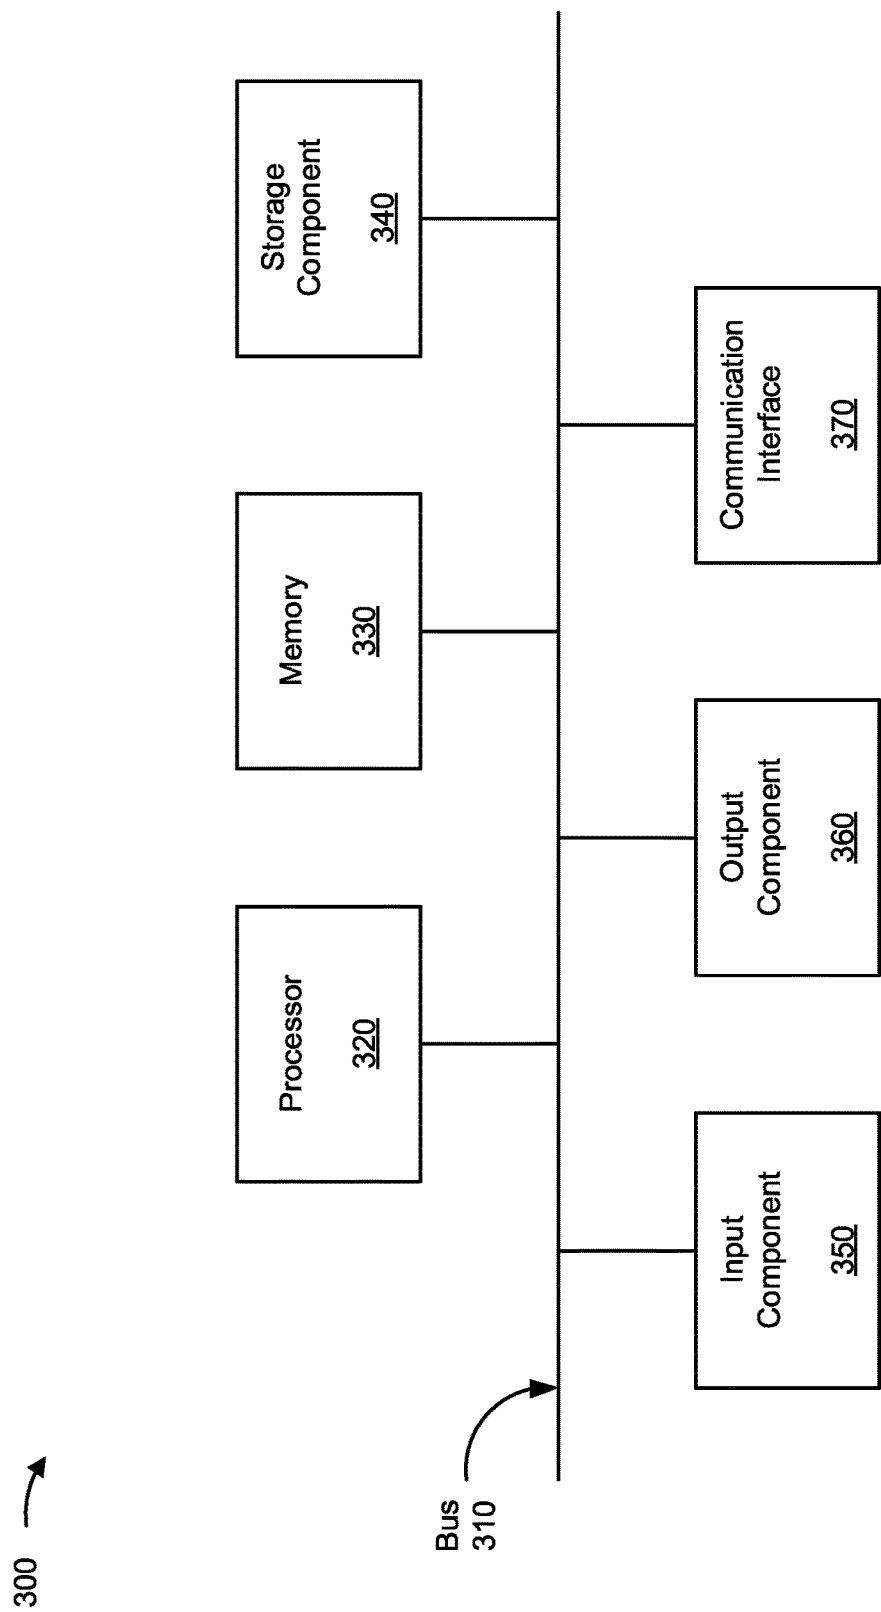 300
Processor
320
Memory
330
Storage
Component
340
Bus
310
Input
Component
350
Output
Component
360
Communication
Interface
370